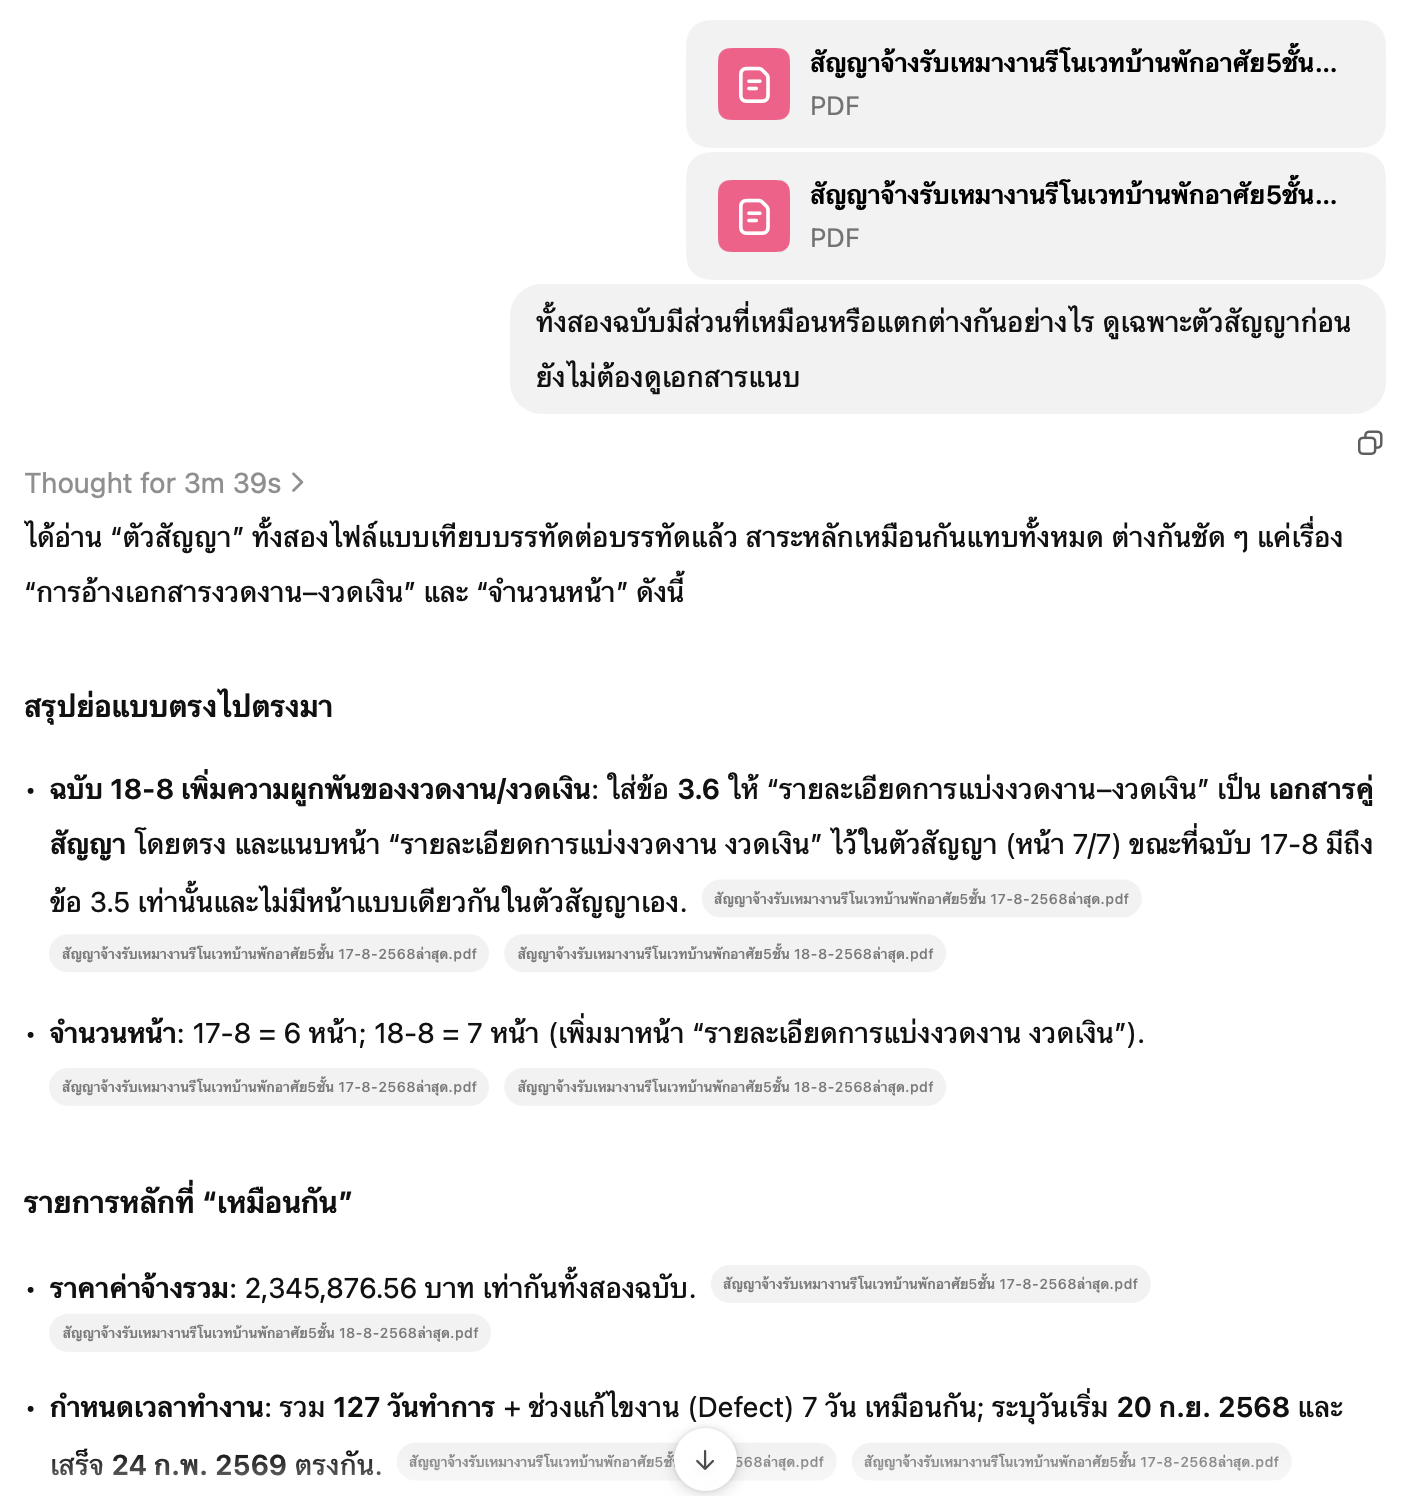 สัญญาจ้างรับเหมางานรีโนเวทบ้านพักอาศัย5ชั้น...
PDF
สัญญาจ้างรับเหมางานรีโนเวทบ้านพักอาศัย5ชั้น...
PDF
ทั้งสองฉบับมีส่วนที่เหมือนหรือแตกต่างกันอย่างไร ดูเฉพาะตัวสัญญาก่อน
ยังไม่ต้องดูเอกสารแนบ
Thought for 3m 39s
ได้อ่าน “ตัวสัญญา” ทั้งสองไฟล์แบบเทียบบรรทัดต่อบรรทัดแล้ว สาระหลักเหมือนกันแทบทั้งหมด ต่างกันชัด ๆ แค่เรื่อง
“การอ้างเอกสารงวดงาน–งวดเงิน” และ “จำนวนหน้า” ดังนี้
สรุปย่อแบบตรงไปตรงมา
• ฉบับ 18-8 เพิ่มความผูกพันของงวดงาน/งวดเงิน: ใส่ข้อ 3.6 ให้ “รายละเอียดการแบ่งงวดงาน–งวดเงิน” เป็น เอกสารคู่
สัญญา โดยตรง และแนบหน้า “รายละเอียดการแบ่งงวดงาน งวดเงิน” ไว้ในตัวสัญญา (หน้า 7/7) ขณะที่ฉบับ 17-8 มีถึง
ข้อ 3.5 เท่านั้นและไม่มีหน้าแบบเดียวกันในตัวสัญญาเอง. สัญญาจ้างรับเหมางานรีโนเวทบ้านพักอาศัย5ชั้น 17-8-2568ล่าสุด.pdf
สัญญาจ้างรับเหมางานรีโนเวทบ้านพักอาศัย5ชั้น 17-8-2568ล่าสุด.pdf สัญญาจ้างรับเหมางานรีโนเวทบ้านพักอาศัย5ชั้น 18-8-2568ล่าสุด.pdf
• จำนวนหน้า: 17-8 = 6 หน้า; 18-8 = 7 หน้า (เพิ่มมาหน้า “รายละเอียดการแบ่งงวดงาน งวดเงิน”).
สัญญาจ้างรับเหมางานรีโนเวทบ้านพักอาศัย5ชั้น 17-8-2568ล่าสุด.pdf สัญญาจ้างรับเหมางานรีโนเวทบ้านพักอาศัย5ชั้น 18-8-2568ล่าสุด.pdf
รายการหลักที่ “เหมือนกัน”
• ราคาค่าจ้างรวม: 2,345,876.56 บาท เท่ากันทั้งสองฉบับ. สัญญาจ้างรับเหมางานรีโนเวทบ้านพักอาศัย5ชั้น 17-8-2568ล่าสุด.pdf
สัญญาจ้างรับเหมางานรีโนเวทบ้านพักอาศัย5ชั้น 18-8-2568ล่าสุด.pdf
• กำหนดเวลาทำงาน: รวม 127 วันทำการ + ช่วงแก้ไขงาน (Defect) 7 วัน เหมือนกัน; ระบุวันเริ่ม 20 ก.ย. 2568 และ
เสร็จ 24 ก.พ. 2569 ตรงกัน. สัญญาจ้างรับเหมางานรีโนเวทบ้านพักอาศัย 568ล่าสุด.pdf สัญญาจ้างรับเหมางานรีโนเวทบ้านพักอาศัย5ชั้น 17-8-2568ล่าสุด.pdf